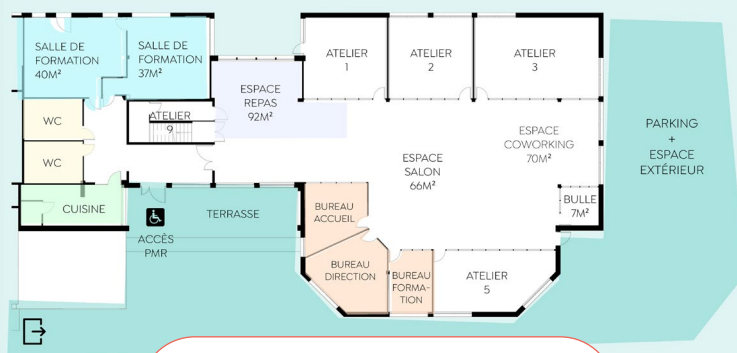 SALLE DE
FORMATION
40M²
SALLE DE
FORMATION
37M²
ESPACE
REPAS
92M²
ATELIER
1
ATELIER
2
ATELIER
3
WC
WC
ATELIER
9
CUISINE
TERRASSE
ACCÈS
PMR
ESPACE
SALON
66M²
ESPACE
COWORKING
70M²
BULLE
7M²
PARKING
+
ESPACE
EXTÉRIEUR
BUREAU
ACCUEIL
BUREAU
DIRECTION
BUREAU
FORMA-
TION
ATELIER
5